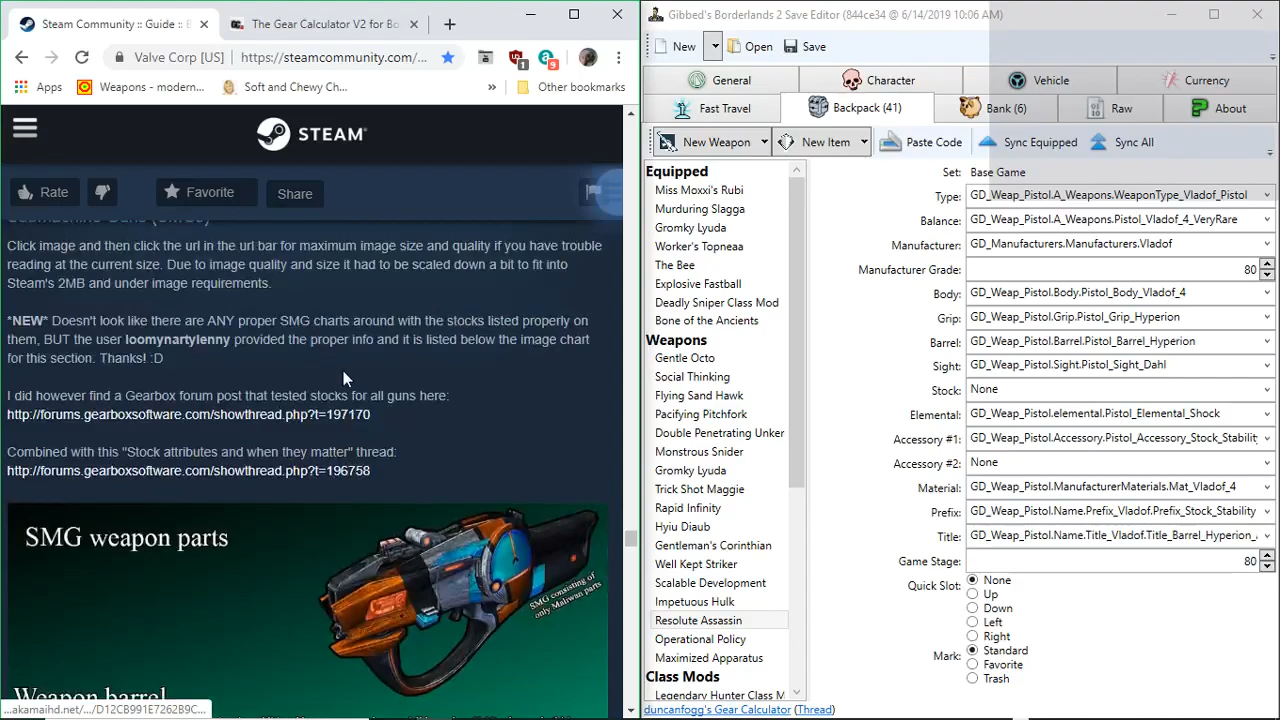 Steam Community :: Guide :: B
The Gear Calculator V2 for Bo
Valve Corp [US]
https://steamcommunity.com/...
1
9
Apps
Weapons - modern...
Soft and Chewy Ch...
»
Other bookmarks
STEAM
Rate
Favorite
Share
Click image and then click the url in the url bar for maximum image size and quality if you have trouble
reading at the current size. Due to image quality and size it had to be scaled down a bit to fit into
Steam's 2MB and under image requirements.
*NEW* Doesn't look like there are ANY proper SMG charts around with the stocks listed properly on
them, BUT the user loomynartylenny provided the proper info and it is listed below the image chart
for this section. Thanks! :D
I did however find a Gearbox forum post that tested stocks for all guns here:
http://forums.gearboxsoftware.com/showthread.php?t=197170
Combined with this "Stock attributes and when they matter" thread:
http://forums.gearboxsoftware.com/showthread.php?t=196758
SMG weapon parts
SMG consisting of
only Maliwan parts
Weapon barrel
...akamaihd.net/.../D12CB991E7262B9C...
Gibbed's Borderlands 2 Save Editor (844ce34 @ 6/14/2019 10:06 AM)
New
Open
Save
General
Character
Vehicle
Currency
Fast Travel
Backpack (41)
Bank (6)
Raw
About
New Weapon
New Item
Paste Code
Sync Equipped
Sync All
Equipped
Miss Moxxi's Rubi
Murduring Slagga
Gromky Lyuda
Worker's Topneaa
The Bee
Explosive Fastball
Deadly Sniper Class Mod
Bone of the Ancients
Weapons
Gentle Octo
Social Thinking
Flying Sand Hawk
Pacifying Pitchfork
Double Penetrating Unker
Monstrous Snider
Gromky Lyuda
Trick Shot Maggie
Rapid Infinity
Hyiu Diaub
Gentleman's Corinthian
Well Kept Striker
Scalable Development
Impetuous Hulk
Resolute Assassin
Operational Policy
Maximized Apparatus
Class Mods
Legendary Hunter Class M
Set: Base Game
Type: GD_Weap_Pistol.A_Weapons.WeaponType_Vladof_Pistol
Balance: GD_Weap_Pistol.A_Weapons.Pistol_Vladof_4_VeryRare
Manufacturer: GD_Manufacturers.Manufacturers.Vladof
Manufacturer Grade: 80
Body: GD_Weap_Pistol.Body.Pistol_Body_Vladof_4
Grip: GD_Weap_Pistol.Grip.Pistol_Grip_Hyperion
Barrel: GD_Weap_Pistol.Barrel.Pistol_Barrel_Hyperion
Sight: GD_Weap_Pistol.Sight.Pistol_Sight_Dahl
Stock: None
Elemental: GD_Weap_Pistol.elemental.Pistol_Elemental_Shock
Accessory #1: GD_Weap_Pistol.Accessory.Pistol_Accessory_Stock_Stability
Accessory #2: None
Material: GD_Weap_Pistol.ManufacturerMaterials.Mat_Vladof_4
Prefix: GD_Weap_Pistol.Name.Prefix_Vladof.Prefix_Stock_Stability
Title: GD_Weap_Pistol.Name.Title_Vladof.Title_Barrel_Hyperion_
Game Stage: 80
Quick Slot: None
Up
Down
Left
Right
Mark: Standard
Favorite
Trash
duncanfogg's Gear Calculator (Thread)